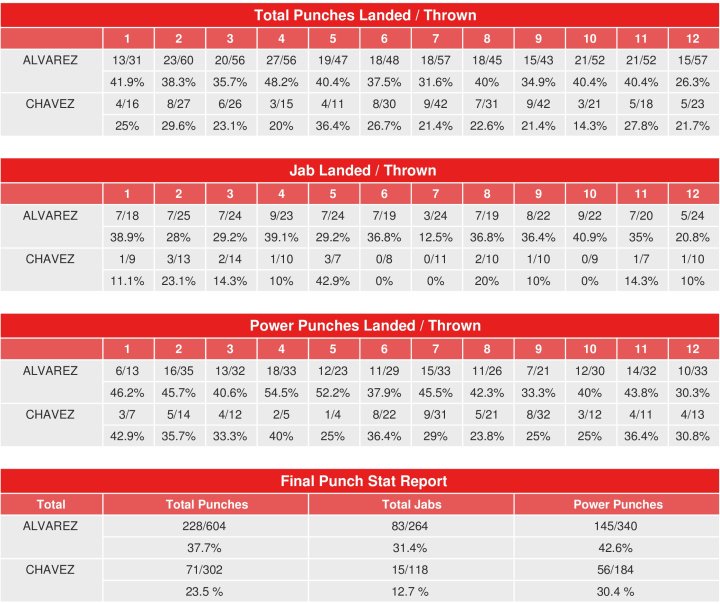 Total Punches Landed / Thrown
1 2 3 4 5 6 7 8 9 10 11 12
ALVAREZ 13/31 23/60 20/56 27/56 19/47 18/48 18/57 18/45 15/43 21/52 21/52 15/57
41.9% 38.3% 35.7% 48.2% 40.4% 37.5% 31.6% 40% 34.9% 40.4% 40.4% 26.3%
CHAVEZ 4/16 8/27 6/26 3/15 4/11 8/30 9/42 7/31 9/42 3/21 5/18 5/23
25% 29.6% 23.1% 20% 36.4% 26.7% 21.4% 22.6% 21.4% 14.3% 27.8% 21.7%
Jab Landed / Thrown
1 2 3 4 5 6 7 8 9 10 11 12
ALVAREZ 7/18 7/25 7/24 9/23 7/24 7/19 3/24 7/19 8/22 9/22 7/20 5/24
38.9% 28% 29.2% 39.1% 29.2% 36.8% 12.5% 36.8% 36.4% 40.9% 35% 20.8%
CHAVEZ 1/9 3/13 2/14 1/10 3/7 0/8 0/11 2/10 1/10 0/9 1/7 1/10
11.1% 23.1% 14.3% 10% 42.9% 0% 0% 20% 10% 0% 14.3% 10%
Power Punches Landed / Thrown
1 2 3 4 5 6 7 8 9 10 11 12
ALVAREZ 6/13 16/35 13/32 18/33 12/23 11/29 15/33 11/26 7/21 12/30 14/32 10/33
46.2% 45.7% 40.6% 54.5% 52.2% 37.9% 45.5% 42.3% 33.3% 40% 43.8% 30.3%
CHAVEZ 3/7 5/14 4/12 2/5 1/4 8/22 9/31 5/21 8/32 3/12 4/11 4/13
42.9% 35.7% 33.3% 40% 25% 36.4% 29% 23.8% 25% 25% 36.4% 30.8%
Final Punch Stat Report
Total Total Punches Total Jabs Power Punches
ALVAREZ 228/604 83/264 145/340
37.7% 31.4% 42.6%
CHAVEZ 71/302 15/118 56/184
23.5 % 12.7 % 30.4 %